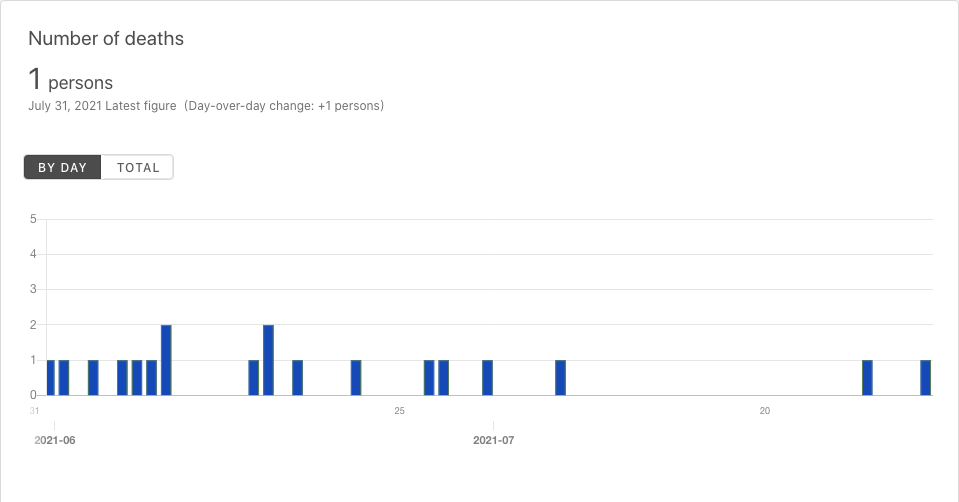 Number of deaths
1 persons
July 31, 2021 Latest figure (Day-over-day change: +1 persons)
BY DAY TOTAL
5
4
3
2
1
0
31 25 20
2021-06 2021-07